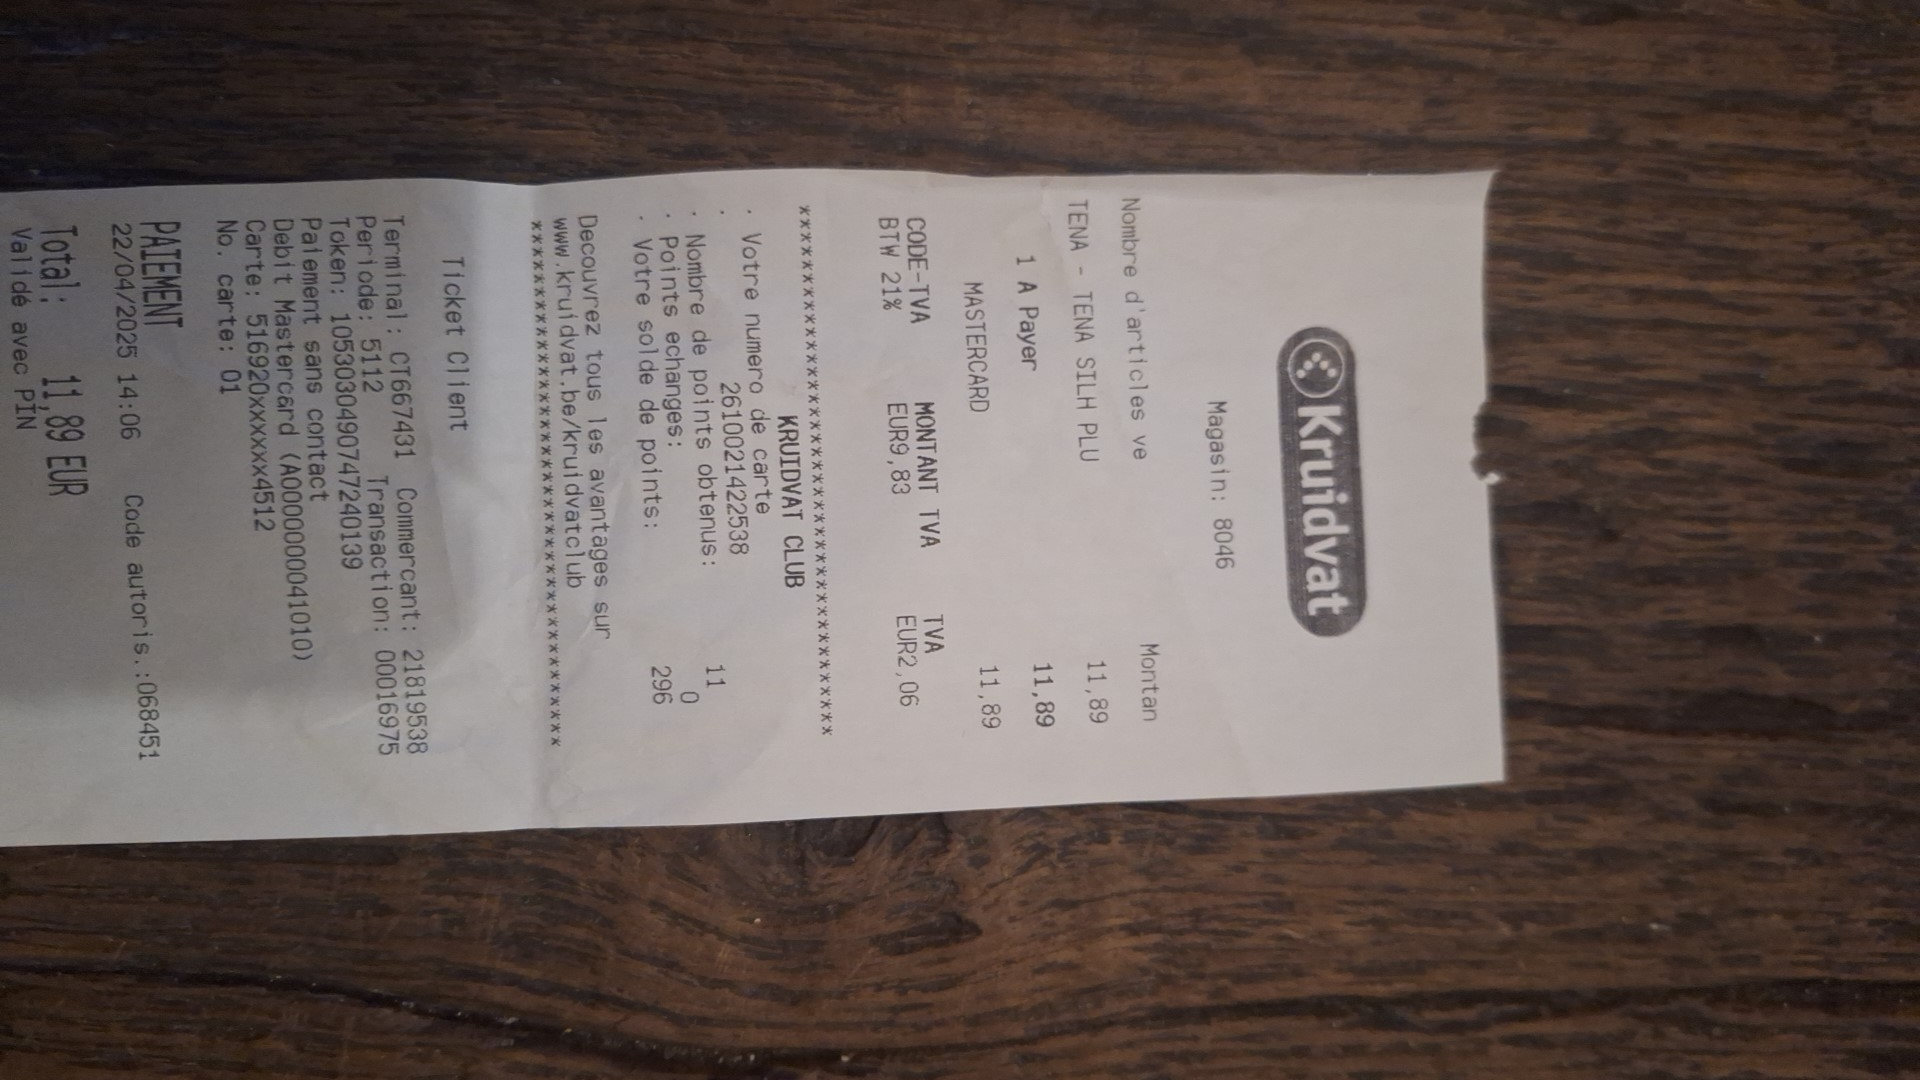 Kruidvat
Magasin: 8046
Nombre d'articles ve Montan
TENA - TENA SILH PLU 11,89
1 A Payer 11,89
MASTERCARD 11,89
CODE-TVA MONTANT TVA TVA
BTW 21% EUR9,83 EUR2,06
****************************************
KRUIDVAT CLUB
. Votre numero de carte
. 2610021422538
. Nombre de points obtenus: 11
. Points echanges: 0
. Votre solde de points: 296
Decouvrez tous les avantages sur
www.kruidvat.be/kruidvatclub
****************************************
Ticket Client
Terminal: CT667431 Commercant: 21819538
Periode: 5112 Transaction: 00016975
Token: 1053030490747240139
Paiement sans contact
Debit Mastercard (A0000000041010)
Carte: 516920xxxxxx4512
No. carte: 01
PAIEMENT
22/04/2025 14:06 Code autoris.:068451
Total: 11,89 EUR
Validé avec PIN